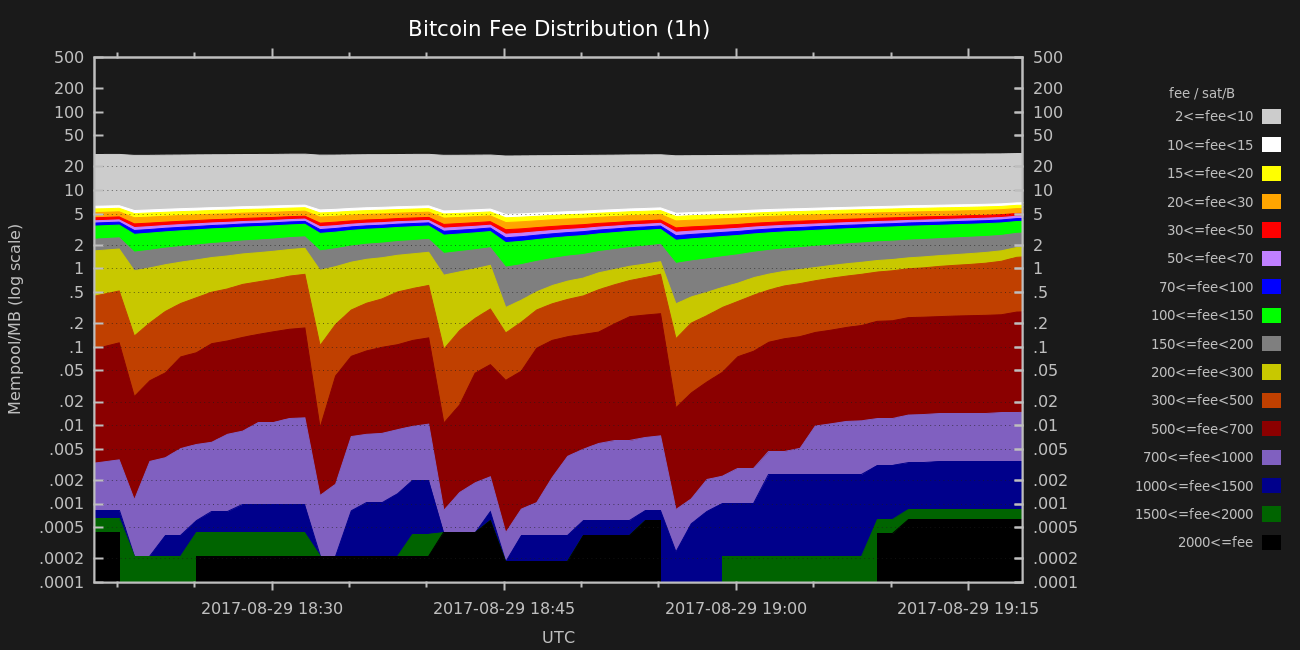 Bitcoin Fee Distribution (1h)
500 500
200 200
100 100
50 50
20 20
10 10
5 5
2 2
1 1
.5 .5
.2 .2
.1 .1
.05 .05
.02 .02
.01 .01
.005 .005
.002 .002
.001 .001
.0005 .0005
.0002 .0002
.0001 .0001
Mempool/MB (log scale)
2017-08-29 18:30 2017-08-29 18:45 2017-08-29 19:00 2017-08-29 19:15
UTC
fee / sat/B
2<=fee<10
10<=fee<15
15<=fee<20
20<=fee<30
30<=fee<50
50<=fee<70
70<=fee<100
100<=fee<150
150<=fee<200
200<=fee<300
300<=fee<500
500<=fee<700
700<=fee<1000
1000<=fee<1500
1500<=fee<2000
2000<=fee